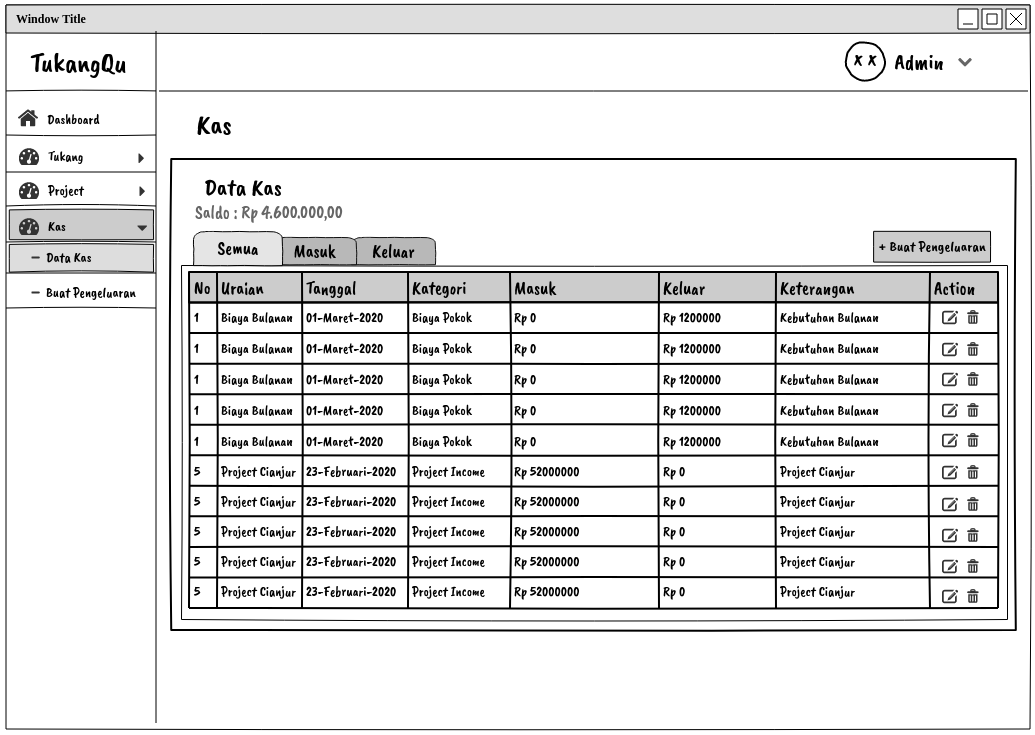 Window Title
TukangQu
Admin
Dashboard
Tukang
Project
Kas
– Data Kas
– Buat Pengeluaran
Kas
Data Kas
Saldo : Rp 4.600.000,00
Semua Masuk Keluar
+ Buat Pengeluaran
No Uraian Tanggal Kategori Masuk Keluar Keterangan Action
1 Biaya Bulanan 01-Maret-2020 Biaya Pokok Rp 0 Rp 1200000 Kebutuhan Bulanan
1 Biaya Bulanan 01-Maret-2020 Biaya Pokok Rp 0 Rp 1200000 Kebutuhan Bulanan
1 Biaya Bulanan 01-Maret-2020 Biaya Pokok Rp 0 Rp 1200000 Kebutuhan Bulanan
1 Biaya Bulanan 01-Maret-2020 Biaya Pokok Rp 0 Rp 1200000 Kebutuhan Bulanan
1 Biaya Bulanan 01-Maret-2020 Biaya Pokok Rp 0 Rp 1200000 Kebutuhan Bulanan
5 Project Cianjur 23-Februari-2020 Project Income Rp 52000000 Rp 0 Project Cianjur
5 Project Cianjur 23-Februari-2020 Project Income Rp 52000000 Rp 0 Project Cianjur
5 Project Cianjur 23-Februari-2020 Project Income Rp 52000000 Rp 0 Project Cianjur
5 Project Cianjur 23-Februari-2020 Project Income Rp 52000000 Rp 0 Project Cianjur
5 Project Cianjur 23-Februari-2020 Project Income Rp 52000000 Rp 0 Project Cianjur